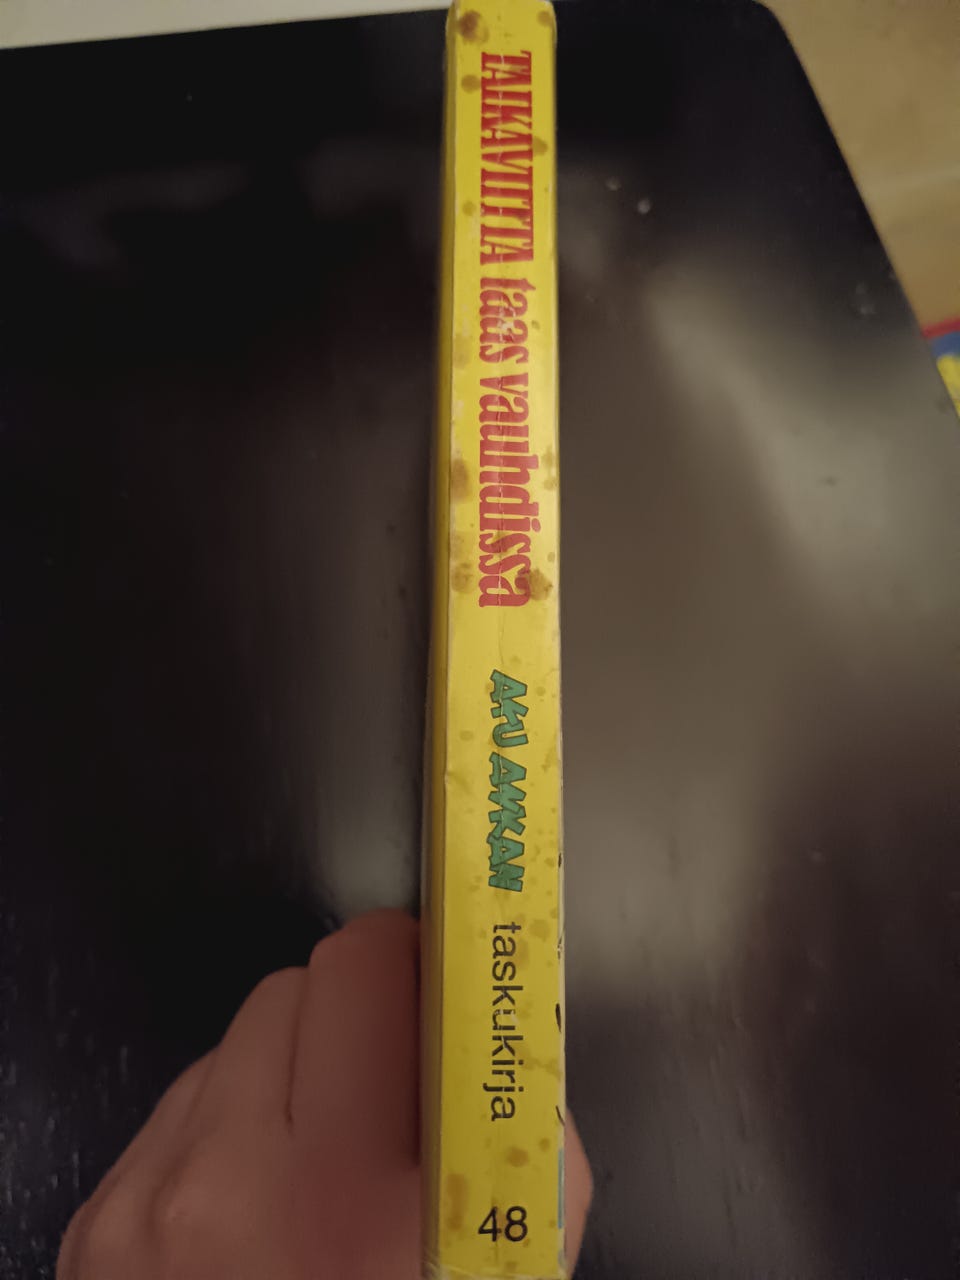 TAIKAVIITTA taas vauhdissa
AKU ANKAN taskukirja
48